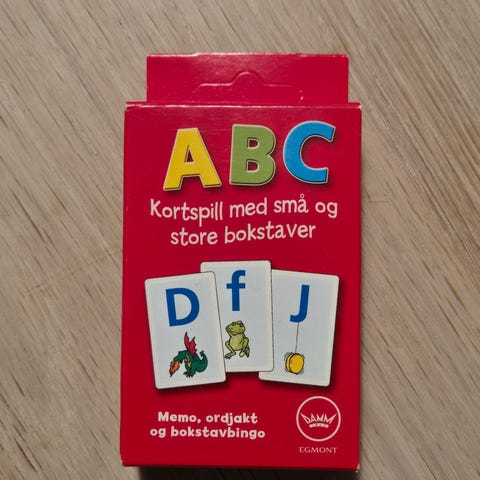 ABC
Kortspill med små og
store bokstaver
D f J
Memo, ordjakt
og bokstavbingo
DAMM
EGMONT